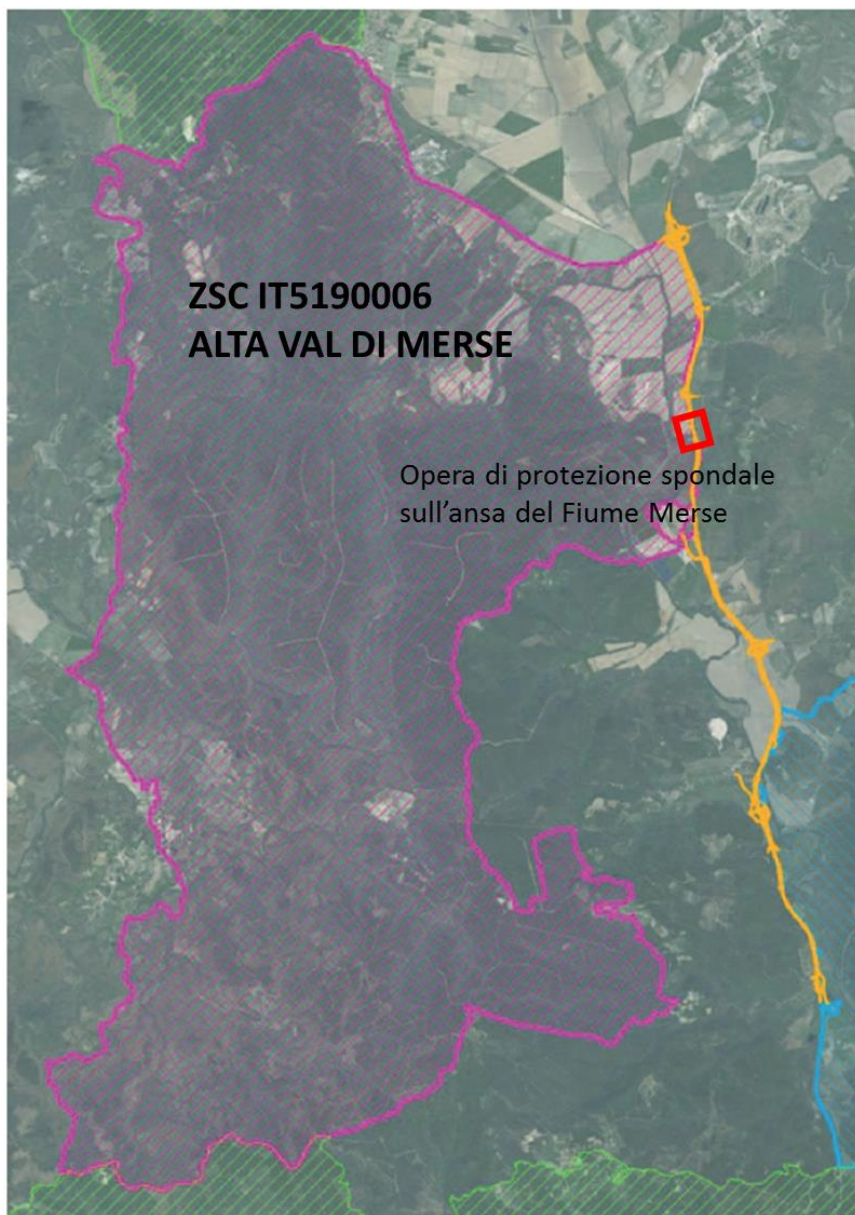 ZSC IT5190006
ALTA VAL DI MERSE
Opera di protezione spondale
sull’ansa del Fiume Merse